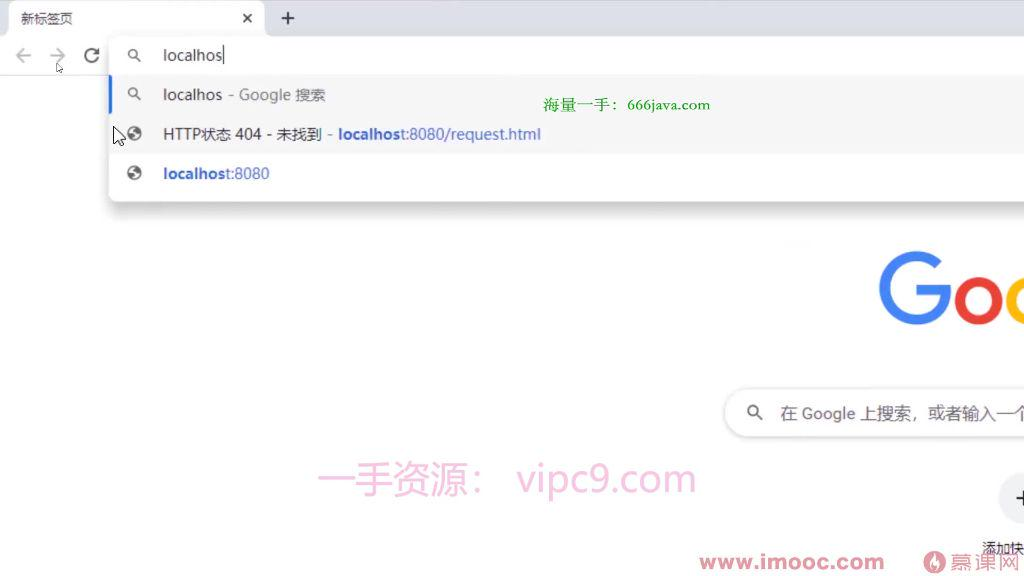 新标签页
localhos
localhos - Google 搜索
海量一手：666java.com
HTTP状态 404 - 未找到 - localhost:8080/request.html
localhost:8080
Goo
在 Google 上搜索，或者输入一个
一手资源： vipc9.com
添加快
www.imooc.com 慕课网